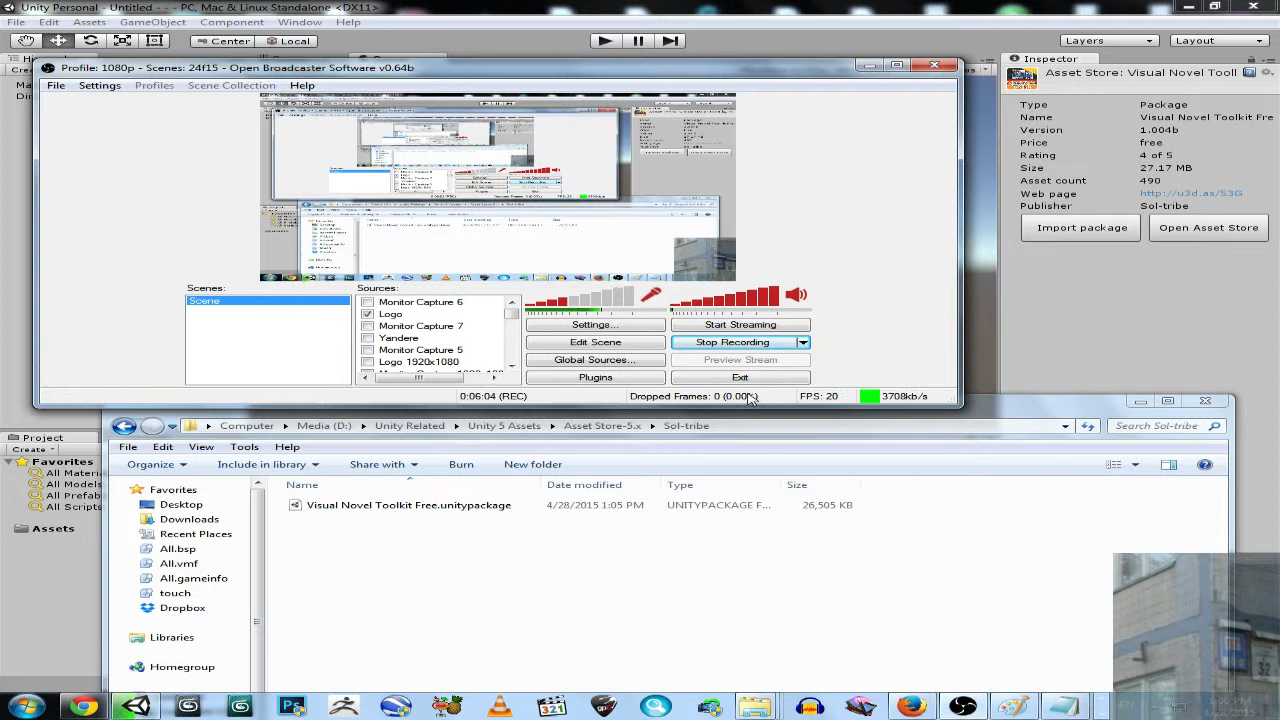 Unity Personal - Untitled - - - PC, Mac & Linux Standalone <DX11>
File Edit Assets GameObject Component Window Help
Center Local Layers Layout
Profile: 1080p - Scenes: 24f15 - Open Broadcaster Software v0.64b
File Settings Profiles Scene Collection Help
Inspector
Asset Store: Visual Novel Tooll
Type Package
Name Visual Novel Toolkit Fre
Version 1.004b
Price free
Rating 4 of 5
Size 27.17 MB
Asset count 490
Web page http://u3d.as/53G
Publisher Sol-tribe
Import package Open Asset Store
Scenes: Sources:
Scene
Monitor Capture 6
Logo
Monitor Capture 7
Yandere
Monitor Capture 5
Logo 1920x1080
Settings... Start Streaming
Edit Scene Stop Recording
Global Sources... Preview Stream
Plugins Exit
0:06:04 (REC) Dropped Frames: 0 (0.00%) FPS: 20 3708kb/s
Computer Media (D:) Unity Related Unity 5 Assets Asset Store-5.x Sol-tribe Search Sol-tribe
File Edit View Tools Help
Organize Include in library Share with Burn New folder
Name Date modified Type Size
Visual Novel Toolkit Free.unitypackage 4/28/2015 1:05 PM UNITYPACKAGE F... 26,505 KB
Favorites
Desktop
Downloads
Recent Places
All.bsp
All.vmf
All.gameinfo
touch
Dropbox
Libraries
Homegroup
Project
Create
Favorites
All Materi
All Models
All Prefab
All Scripts
Assets
32
EN 1:06 PM
4/28/2015